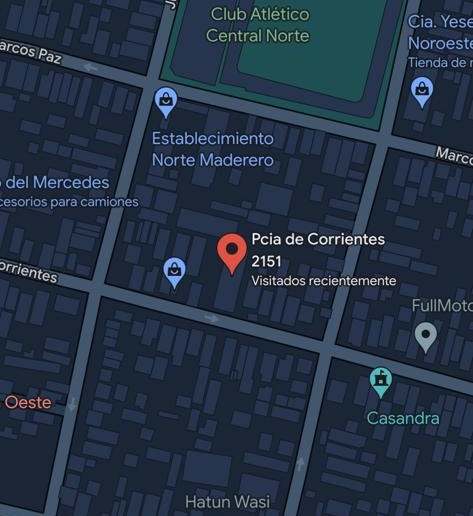 Club Atlético
Central Norte
Cia. Yese
Noroeste
Tienda de r
arcos Paz
Establecimiento
Norte Maderero
Marco
o del Mercedes
cesorios para camiones
Pcia de Corrientes
2151
Visitados recientemente
orrientes
FullMoto
Oeste
Casandra
Hatun Wasi